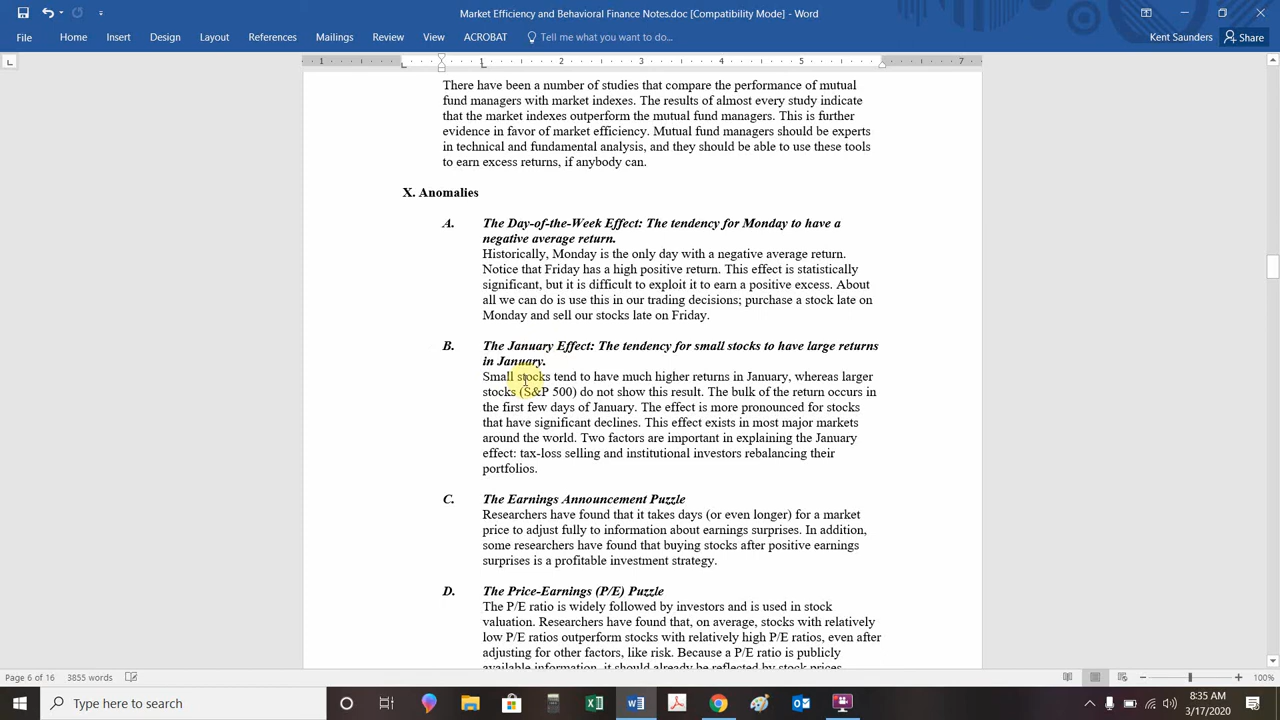 Market Efficiency and Behavioral Finance Notes.doc [Compatibility Mode] - Word
File Home Insert Design Layout References Mailings Review View ACROBAT Tell me what you want to do... Kent Saunders Share
1 1 2 3 4 5 7
There have been a number of studies that compare the performance of mutual
fund managers with market indexes. The results of almost every study indicate
that the market indexes outperform the mutual fund managers. This is further
evidence in favor of market efficiency. Mutual fund managers should be experts
in technical and fundamental analysis, and they should be able to use these tools
to earn excess returns, if anybody can.
X. Anomalies
A. The Day-of-the-Week Effect: The tendency for Monday to have a
negative average return.
Historically, Monday is the only day with a negative average return.
Notice that Friday has a high positive return. This effect is statistically
significant, but it is difficult to exploit it to earn a positive excess. About
all we can do is use this in our trading decisions; purchase a stock late on
Monday and sell our stocks late on Friday.
B. The January Effect: The tendency for small stocks to have large returns
in January.
Small stocks tend to have much higher returns in January, whereas larger
stocks (S&P 500) do not show this result. The bulk of the return occurs in
the first few days of January. The effect is more pronounced for stocks
that have significant declines. This effect exists in most major markets
around the world. Two factors are important in explaining the January
effect: tax-loss selling and institutional investors rebalancing their
portfolios.
C. The Earnings Announcement Puzzle
Researchers have found that it takes days (or even longer) for a market
price to adjust fully to information about earnings surprises. In addition,
some researchers have found that buying stocks after positive earnings
surprises is a profitable investment strategy.
D. The Price-Earnings (P/E) Puzzle
The P/E ratio is widely followed by investors and is used in stock
valuation. Researchers have found that, on average, stocks with relatively
low P/E ratios outperform stocks with relatively high P/E ratios, even after
adjusting for other factors, like risk. Because a P/E ratio is publicly
available information, it should already be reflected by stock prices
Page 6 of 16 3855 words 100%
Type here to search 8:35 AM
3/17/2020